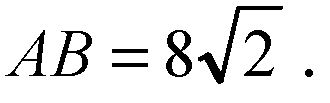 AB = 8√2 .